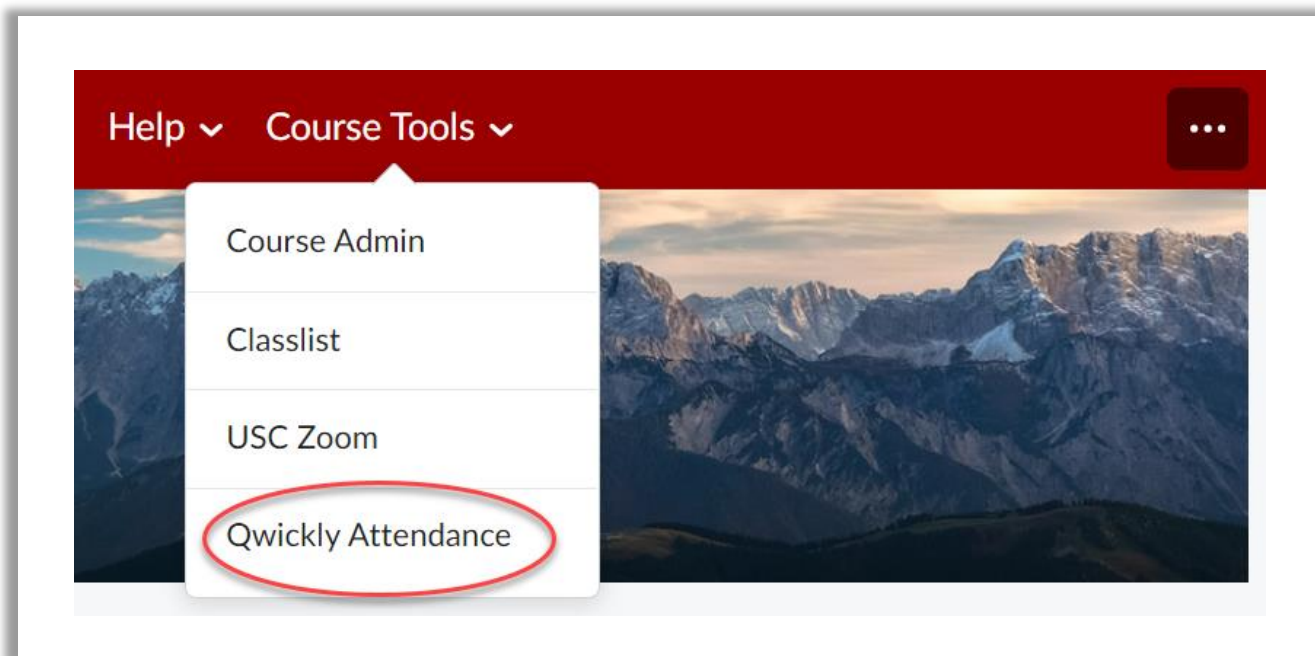 Help Course Tools
Course Admin
Classlist
USC Zoom
Qwickly Attendance